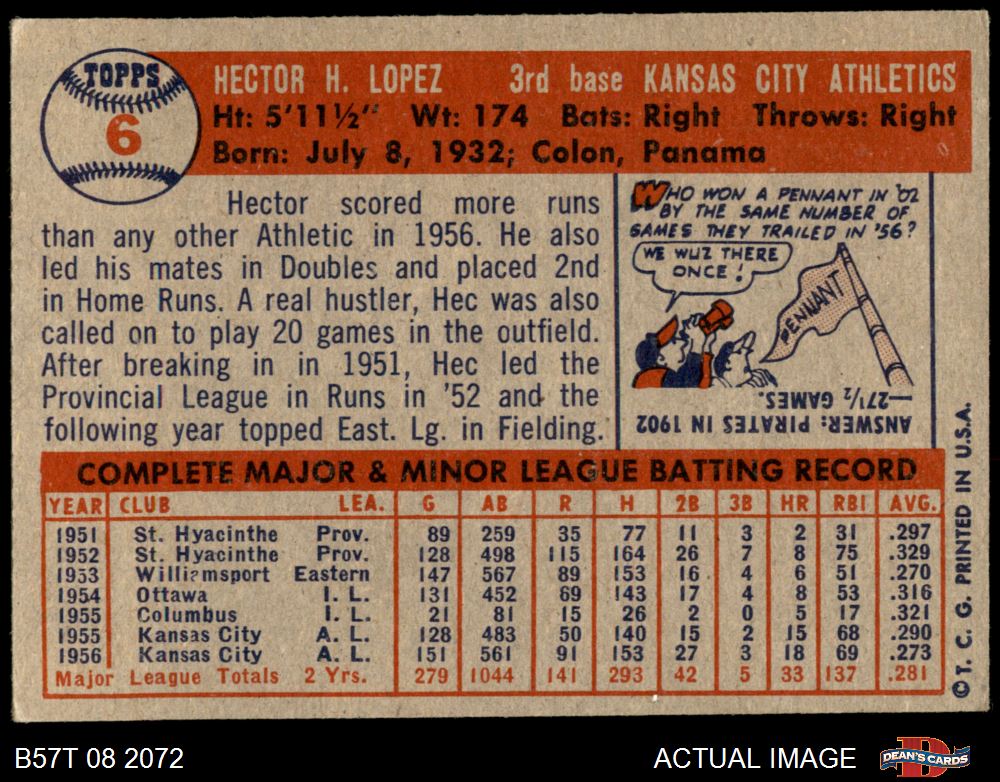 TOPPS
6
HECTOR H. LOPEZ 3rd base KANSAS CITY ATHLETICS
Ht: 5'11½" Wt: 174 Bats: Right Throws: Right
Born: July 8, 1932; Colon, Panama
Hector scored more runs
than any other Athletic in 1956. He also
led his mates in Doubles and placed 2nd
in Home Runs. A real hustler, Hec was also
called on to play 20 games in the outfield.
After breaking in in 1951, Hec led the
Provincial League in Runs in '52 and the
following year topped East. Lg. in Fielding.
WHO WON A PENNANT IN '02
BY THE SAME NUMBER OF
GAMES THEY TRAILED IN '56?
WE WUZ THERE
ONCE!
PENNANT
ANSWER: PIRATES IN 1902
—27½ GAMES.
COMPLETE MAJOR & MINOR LEAGUE BATTING RECORD
YEAR CLUB LEA. G AB R H 2B 3B HR RBI AVG.
1951 St. Hyacinthe Prov. 89 259 35 77 11 3 2 31 .297
1952 St. Hyacinthe Prov. 128 498 115 164 26 7 8 75 .329
1953 Williamsport Eastern 147 567 89 153 16 4 6 51 .270
1954 Ottawa I. L. 131 452 69 143 17 4 8 53 .316
1955 Columbus I. L. 21 81 15 26 2 0 5 17 .321
1955 Kansas City A. L. 128 483 50 140 15 2 15 68 .290
1956 Kansas City A. L. 151 561 91 153 27 3 18 69 .273
Major League Totals 2 Yrs. 279 1044 141 293 42 5 33 137 .281
©T. C. G. PRINTED IN U.S.A.
B57T 08 2072 ACTUAL IMAGE
DEAN'S CARDS